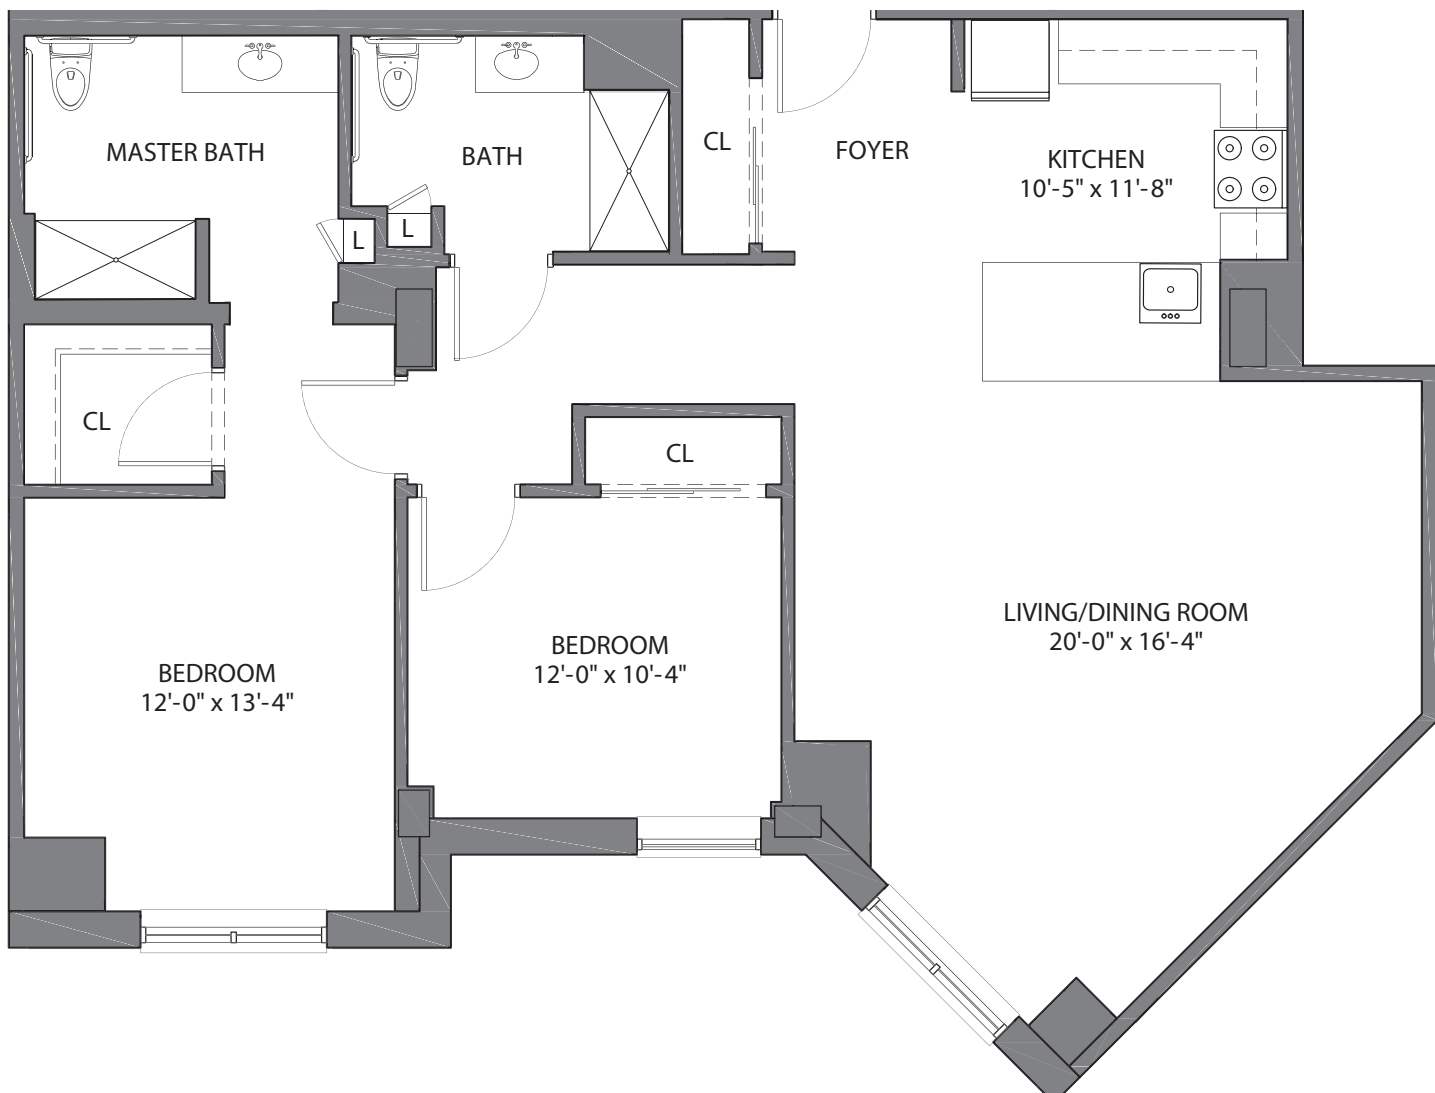 MASTER BATH
BATH
CL
FOYER
KITCHEN
10'-5" x 11'-8"
L
L
CL
CL
LIVING/DINING ROOM
20'-0" x 16'-4"
BEDROOM
12'-0" x 10'-4"
BEDROOM
12'-0" x 13'-4"